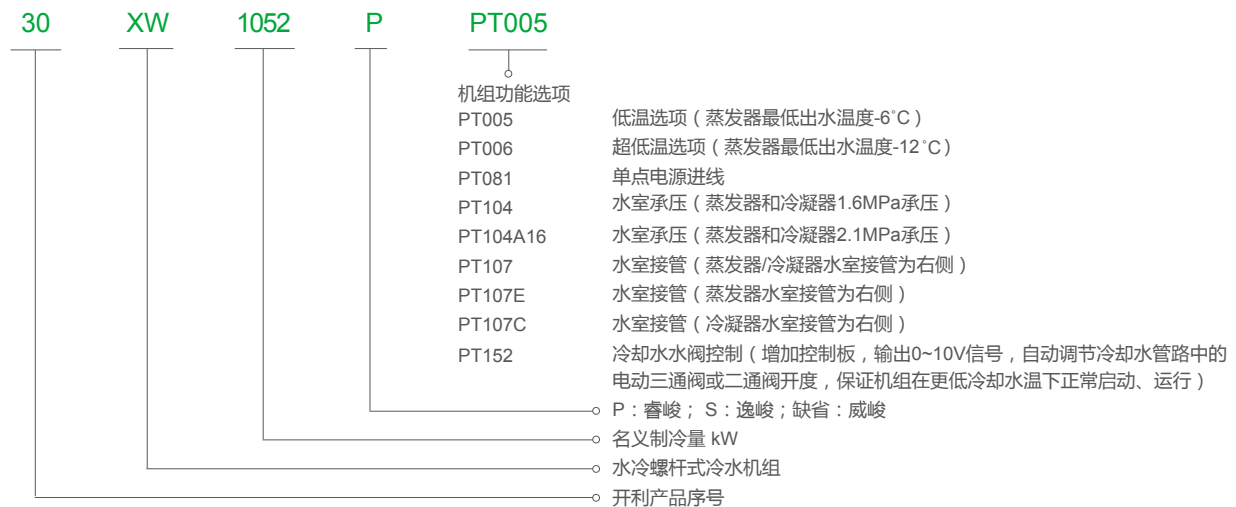 30 XW 1052 P PT005
机组功能选项
PT005 低温选项（蒸发器最低出水温度-6°C）
PT006 超低温选项（蒸发器最低出水温度-12°C）
PT081 单点电源进线
PT104 水室承压（蒸发器和冷凝器1.6MPa承压）
PT104A16 水室承压（蒸发器和冷凝器2.1MPa承压）
PT107 水室接管（蒸发器/冷凝器水室接管为右侧）
PT107E 水室接管（蒸发器水室接管为右侧）
PT107C 水室接管（冷凝器水室接管为右侧）
PT152 冷却水水阀控制（增加控制板，输出0~10V信号，自动调节冷却水管路中的
电动三通阀或二通阀开度，保证机组在更低冷却水温下正常启动、运行）
P：睿峻； S：逸峻；缺省：威峻
名义制冷量 kW
水冷螺杆式冷水机组
开利产品序号